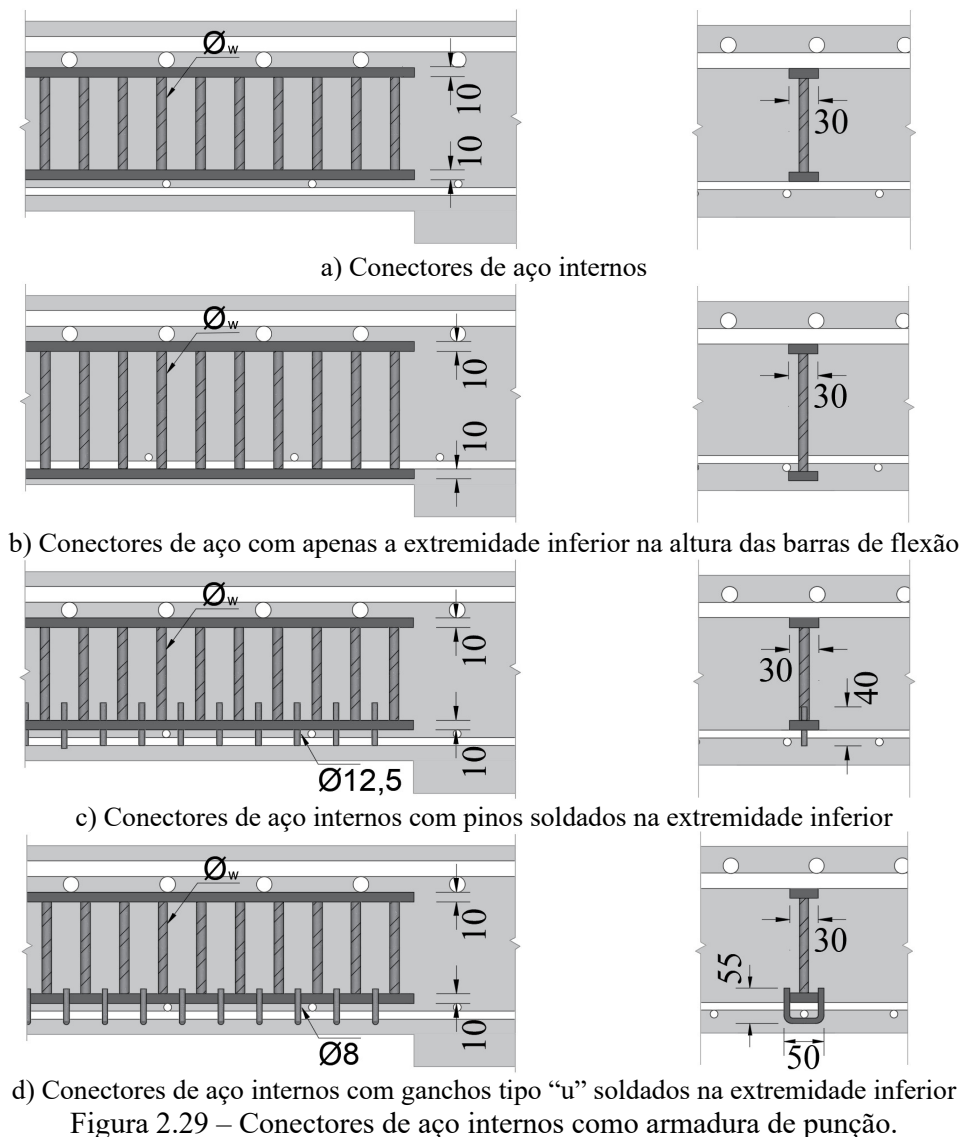 Øw
10
10
30
a) Conectores de aço internos
Øw
10
10
30
b) Conectores de aço com apenas a extremidade inferior na altura das barras de flexão
Øw
10
10
Ø12,5
30
40
c) Conectores de aço internos com pinos soldados na extremidade inferior
Øw
10
10
Ø8
30
55
50
d) Conectores de aço internos com ganchos tipo “u” soldados na extremidade inferior
Figura 2.29 – Conectores de aço internos como armadura de punção.